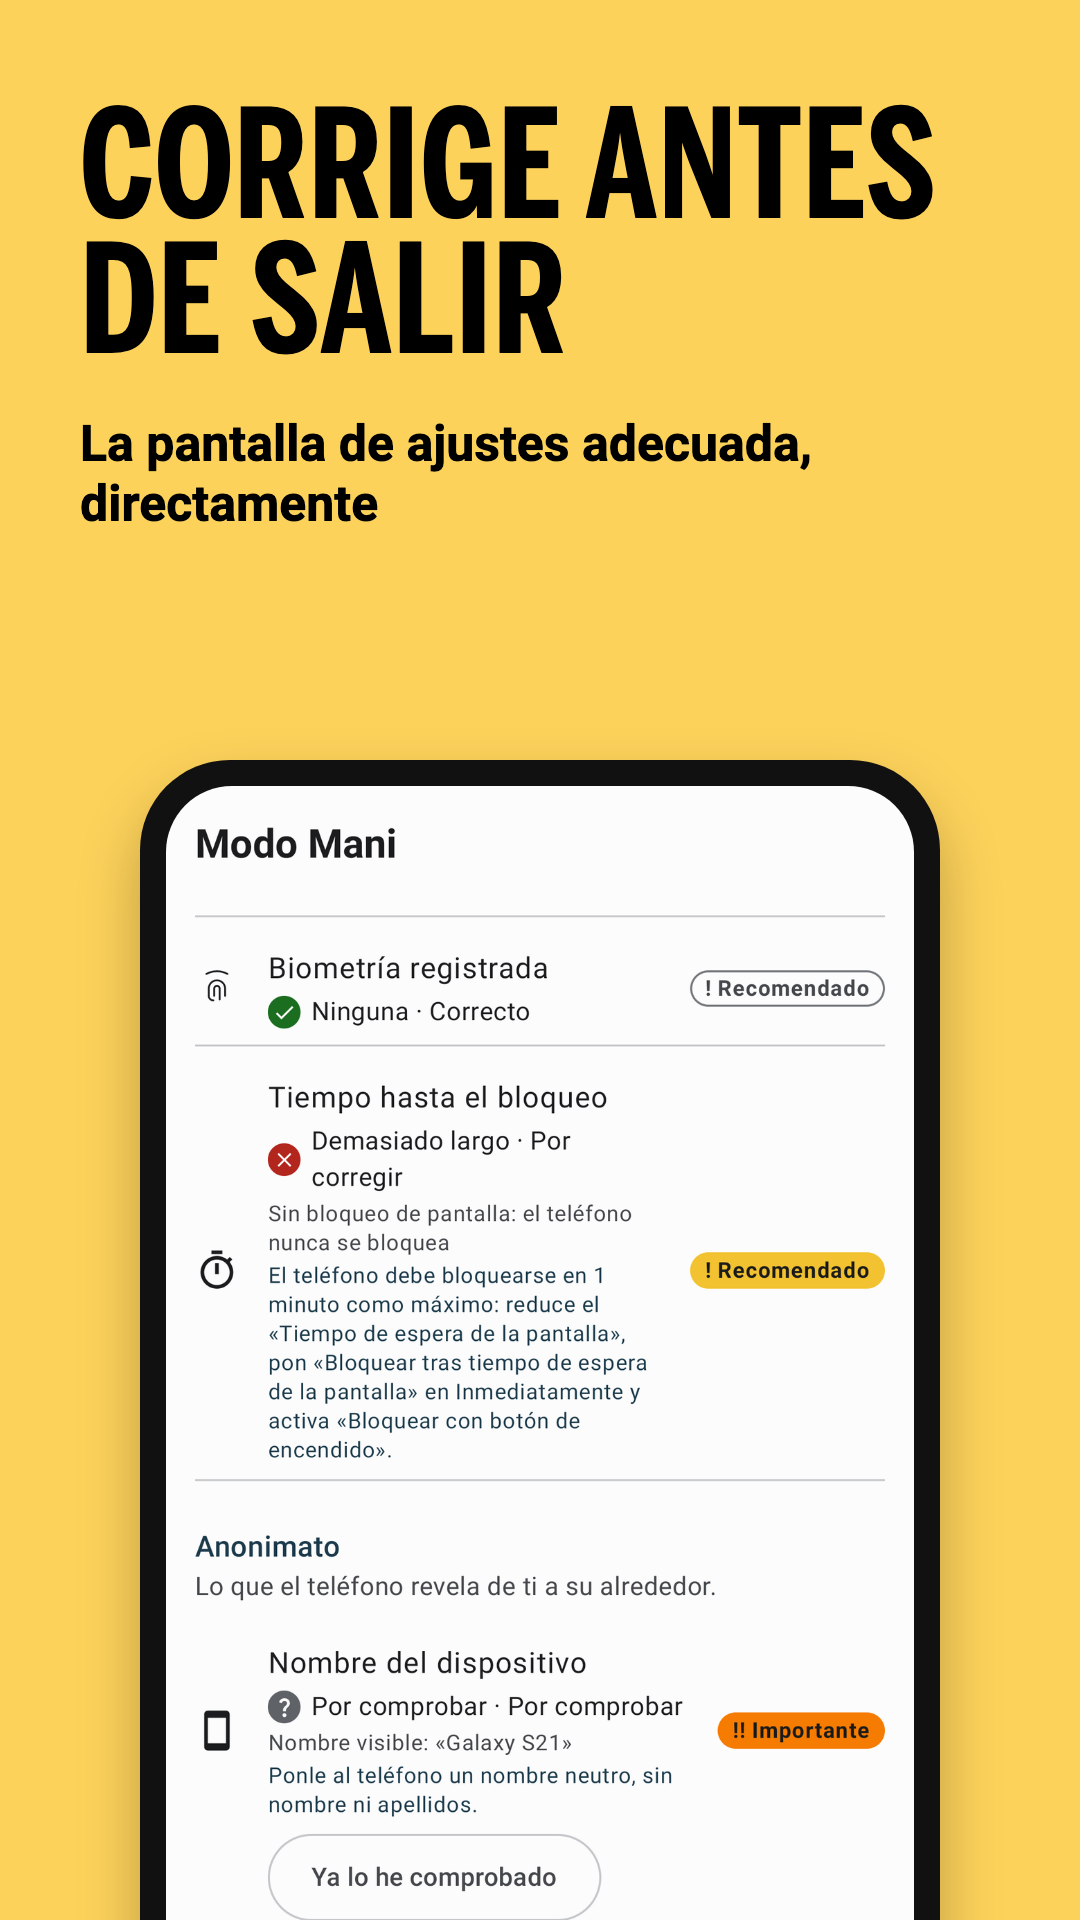 CORRIGE ANTES
DE SALIR
La pantalla de ajustes adecuada,
directamente
Modo Mani
Biometría registrada
Ninguna · Correcto
! Recomendado
Tiempo hasta el bloqueo
Demasiado largo · Por
corregir
Sin bloqueo de pantalla: el teléfono
nunca se bloquea
El teléfono debe bloquearse en 1
minuto como máximo: reduce el
«Tiempo de espera de la pantalla»,
pon «Bloquear tras tiempo de espera
de la pantalla» en Inmediatamente y
activa «Bloquear con botón de
encendido».
! Recomendado
Anonimato
Lo que el teléfono revela de ti a su alrededor.
Nombre del dispositivo
Por comprobar · Por comprobar
Nombre visible: «Galaxy S21»
Ponle al teléfono un nombre neutro, sin
nombre ni apellidos.
!! Importante
Ya lo he comprobado